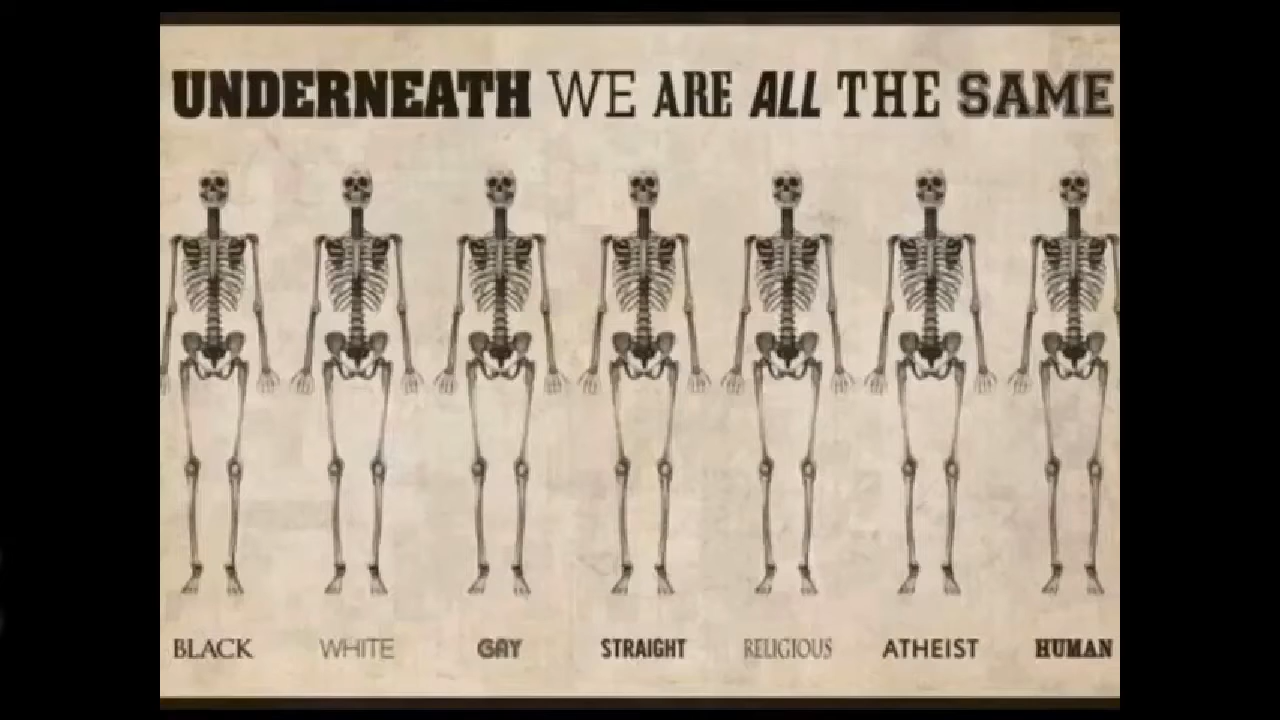 UNDERNEATH WE ARE ALL THE SAME
BLACK WHITE GAY STRAIGHT RELIGIOUS ATHEIST HUMAN